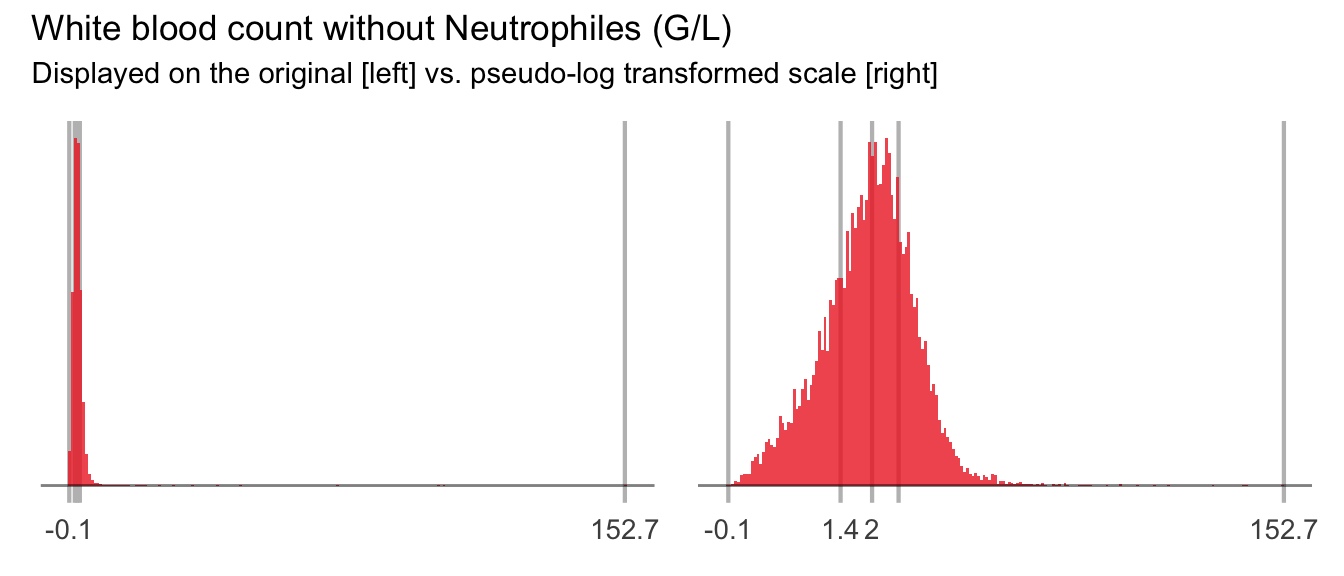 White blood count without Neutrophiles (G/L)
Displayed on the original [left] vs. pseudo-log transformed scale [right]
-0.1 152.7 -0.1 1.4 2 152.7